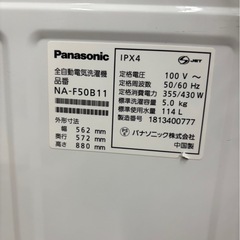 Panasonic
全自動電気洗濯機
品番
NA-F50B11
外形寸法
幅 562 mm
奥行 572 mm
高さ 880 mm
IPX4
JET
定格電圧 100 V ～
定格周波数 50/60 Hz
定格消費電力 355/430 W
標準洗濯容量 5.0 kg
標準使用水量 114 L
製造番号 1813400777
パナソニック株式会社
中国製